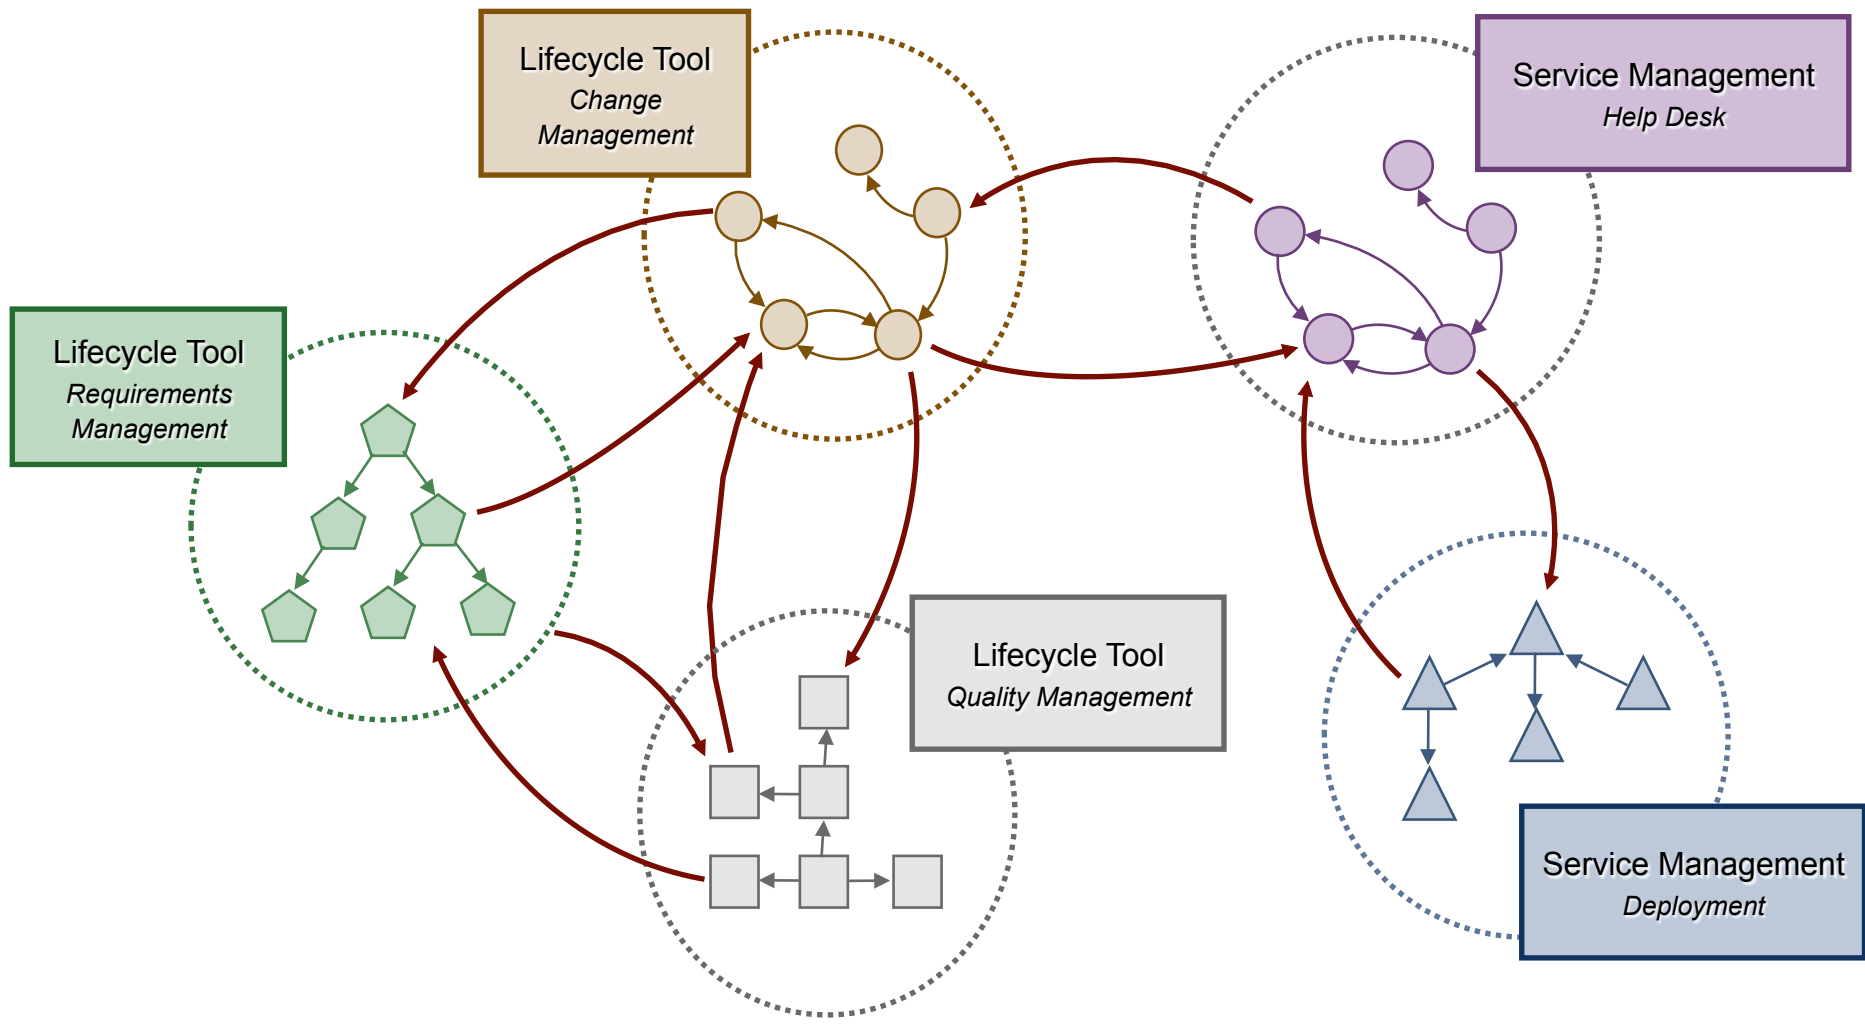 Lifecycle Tool
Change
Management
Service Management
Help Desk
Lifecycle Tool
Requirements
Management
Lifecycle Tool
Quality Management
Service Management
Deployment